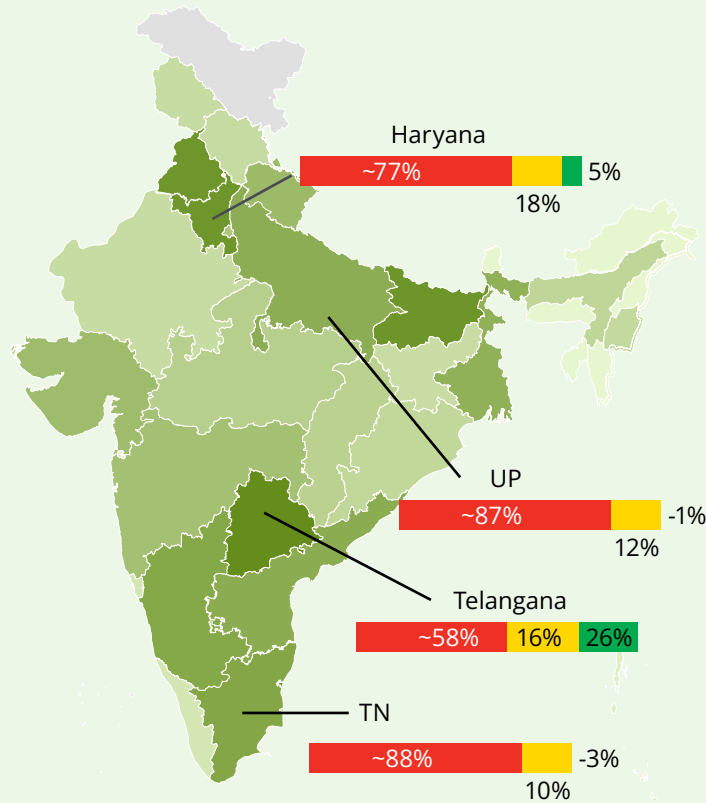 Haryana
~77%
5%
18%
UP
~87%
-1%
12%
Telangana
~58% 16% 26%
TN
~88%
-3%
10%